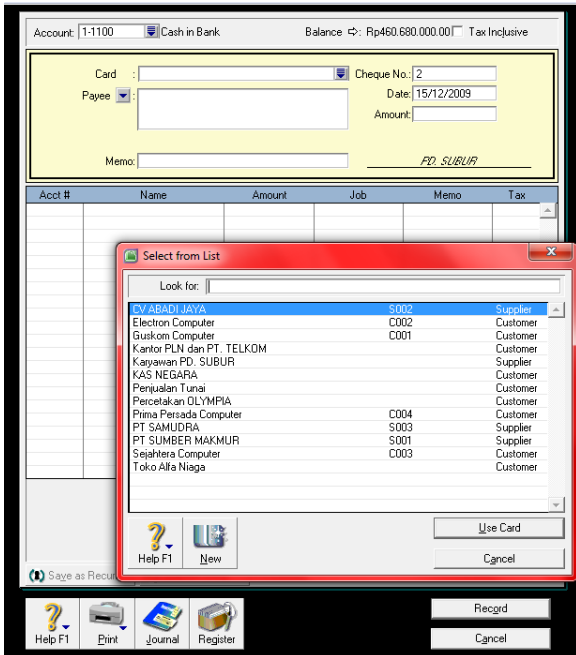 Account: 1-1100 Cash in Bank Balance ➪: Rp460.680.000.00 Tax Inclusive
Card : Cheque No.: 2
Payee : Date: 15/12/2009
Amount:
Memo: PD. SUBUR
Acct # Name Amount Job Memo Tax
Select from List
Look for:
CV ABADI JAYA S002 Supplier
Electron Computer C002 Customer
Guskom Computer C001 Customer
Kantor PLN dan PT. TELKOM Customer
Karyawan PD. SUBUR Supplier
KAS NEGARA Customer
Penjualan Tunai Customer
Percetakan OLYMPIA Customer
Prima Persada Computer C004 Customer
PT SAMUDRA S003 Supplier
PT SUMBER MAKMUR S001 Supplier
Sejahtera Computer C003 Customer
Toko Alfa Niaga Customer
Help F1 New Use Card
Cancel
Save as Recur
Help F1 Print Journal Register Record
Cancel